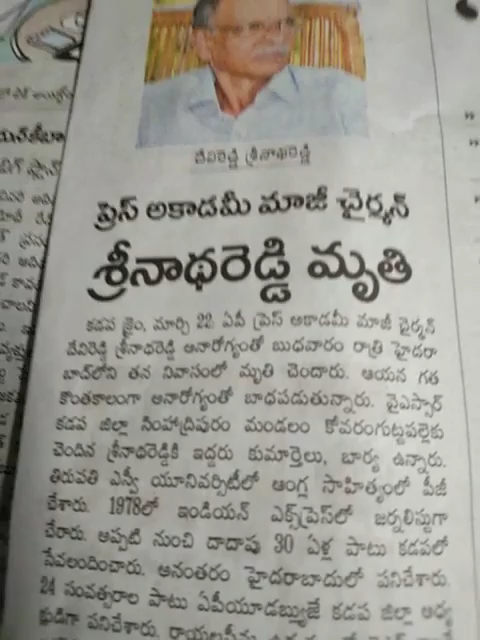 దేవిరెడ్డి శ్రీనాథరెడ్డి
ప్రెస్ అకాడమీ మాజీ చైర్మన్
శ్రీనాథరెడ్డి మృతి
కడప క్రైం, మార్చి 22: ఏపీ ప్రెస్ అకాడమీ మాజీ చైర్మన్
దేవిరెడ్డి శ్రీనాథరెడ్డి అనారోగ్యంతో బుధవారం రాత్రి హైదరా
బాద్‌లోని తన నివాసంలో మృతి చెందారు. ఆయన గత
కొంతకాలంగా అనారోగ్యంతో బాధపడుతున్నారు. వైఎస్సార్
కడప జిల్లా సింహాద్రిపురం మండలం కోవరంగుట్టపల్లెకు
చెందిన శ్రీనాథరెడ్డికి ఇద్దరు కుమార్తెలు, భార్య ఉన్నారు.
తిరుపతి ఎస్వీ యూనివర్సిటీలో ఆంగ్ల సాహిత్యంలో పీజీ
చేశారు. 1978లో ఇండియన్ ఎక్స్‌ప్రెస్‌లో జర్నలిస్టుగా
చేరారు. అప్పటి నుంచి దాదాపు 30 ఏళ్ల పాటు కడపలో
సేవలందించారు. అనంతరం హైదరాబాదులో పనిచేశారు.
24 సంవత్సరాల పాటు ఏపీయూడబ్ల్యుజే కడప జిల్లా అధ్య
క్షుడిగా పనిచేశారు.